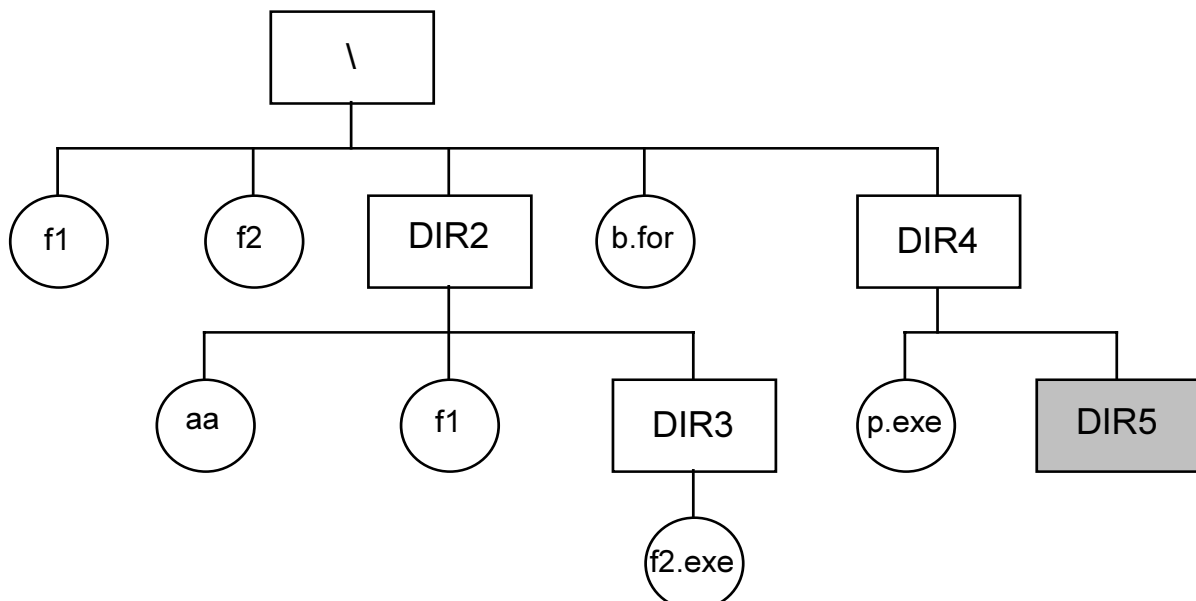 \
f1
f2
DIR2
b.for
DIR4
aa
f1
DIR3
p.exe
DIR5
f2.exe